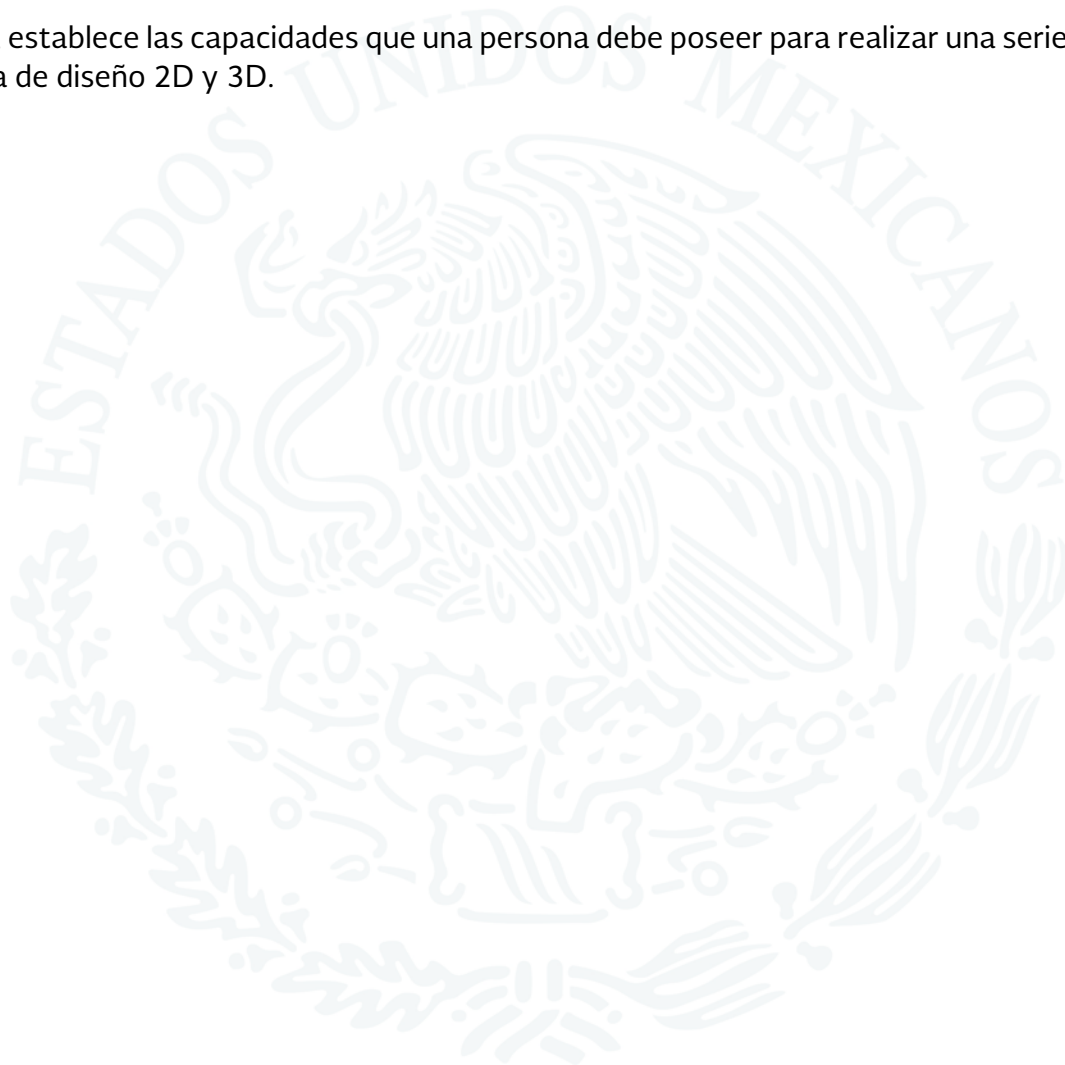 establece las capacidades que una persona debe poseer para realizar una serie
a de diseño 2D y 3D.
ESTADOS UNIDOS MEXICANOS